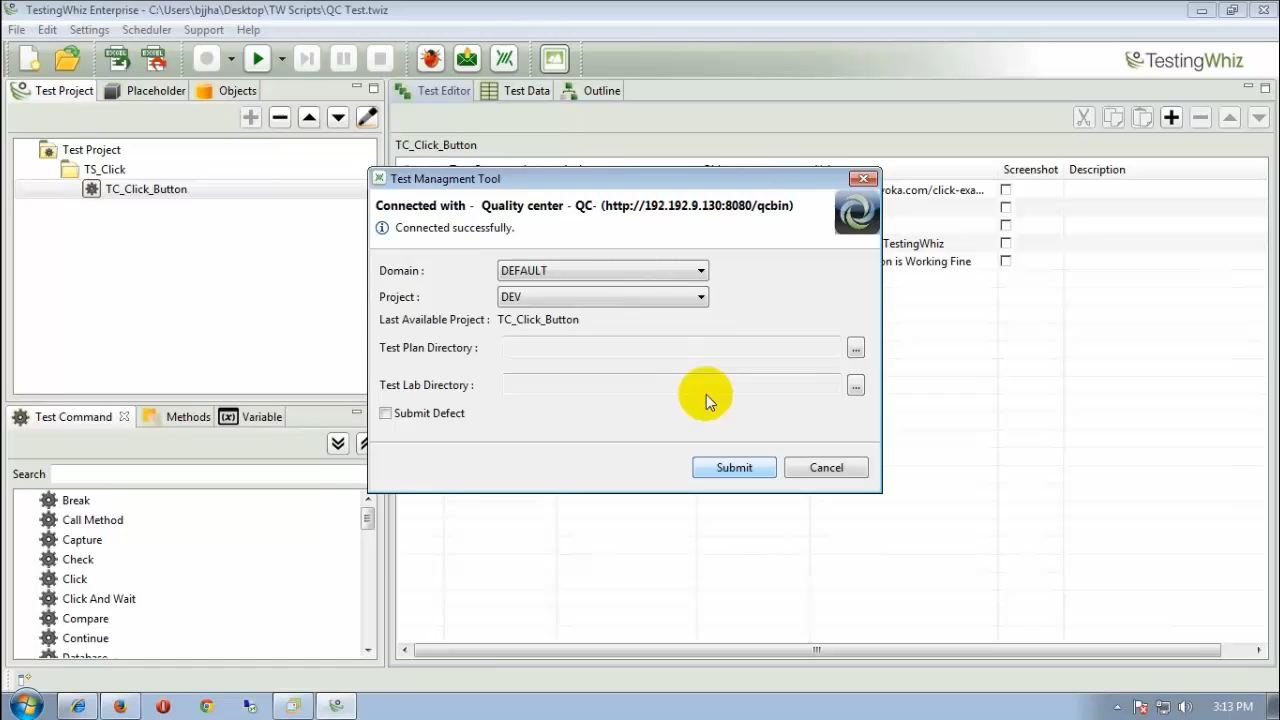 TestingWhiz Enterprise - C:\Users\bjjha\Desktop\TW Scripts\QC Test.twiz
File Edit Settings Scheduler Support Help
TestingWhiz
Test Project Placeholder Objects
Test Editor Test Data Outline
Test Project
TS_Click
TC_Click_Button
TC_Click_Button
Screenshot Description
voka.com/click-exa...
TestingWhiz
on is Working Fine
Test Managment Tool
Connected with - Quality center - QC- (http://192.192.9.130:8080/qcbin)
Connected successfully.
Domain : DEFAULT
Project : DEV
Last Available Project : TC_Click_Button
Test Plan Directory : ...
Test Lab Directory : ...
Submit Defect
Submit Cancel
Test Command Methods (x) Variable
Search
Break
Call Method
Capture
Check
Click
Click And Wait
Compare
Continue
Database
3:13 PM